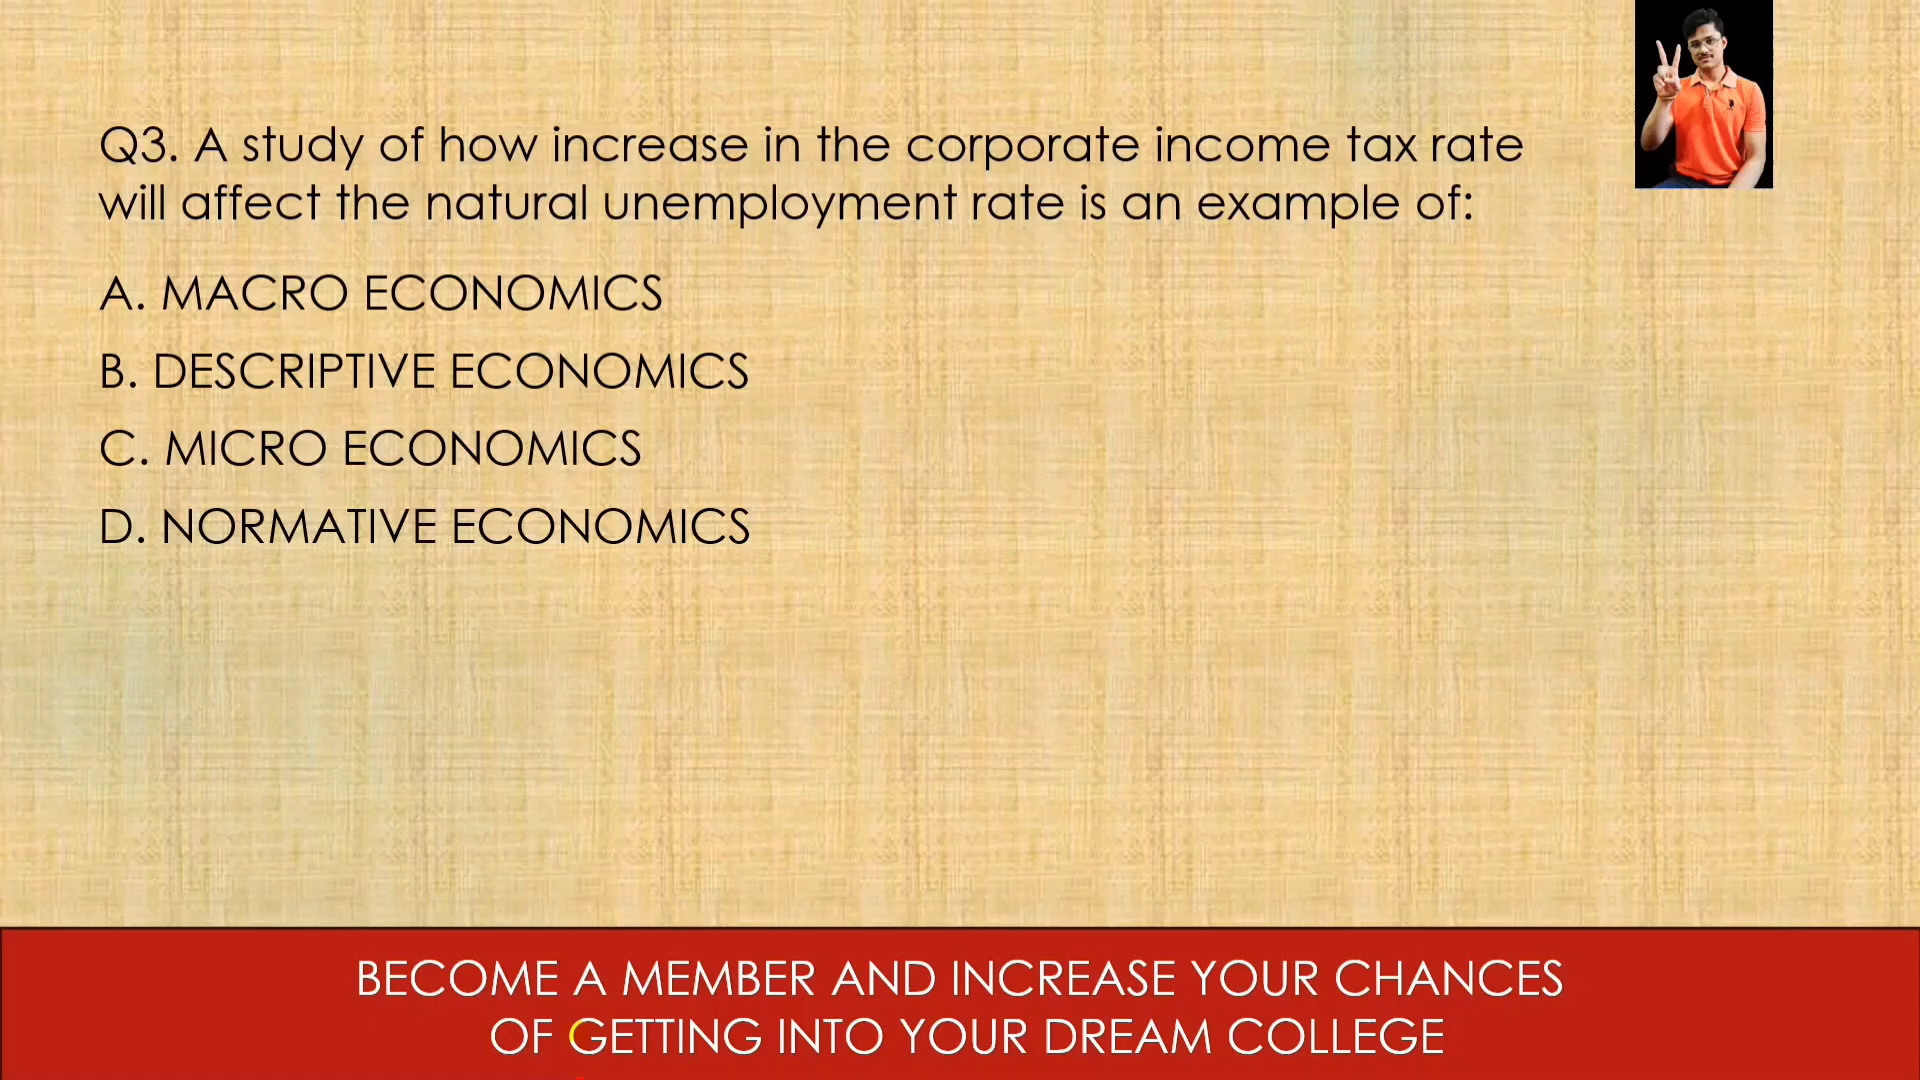 Q3. A study of how increase in the corporate income tax rate
will affect the natural unemployment rate is an example of:
A. MACRO ECONOMICS
B. DESCRIPTIVE ECONOMICS
C. MICRO ECONOMICS
D. NORMATIVE ECONOMICS
BECOME A MEMBER AND INCREASE YOUR CHANCES
OF GETTING INTO YOUR DREAM COLLEGE